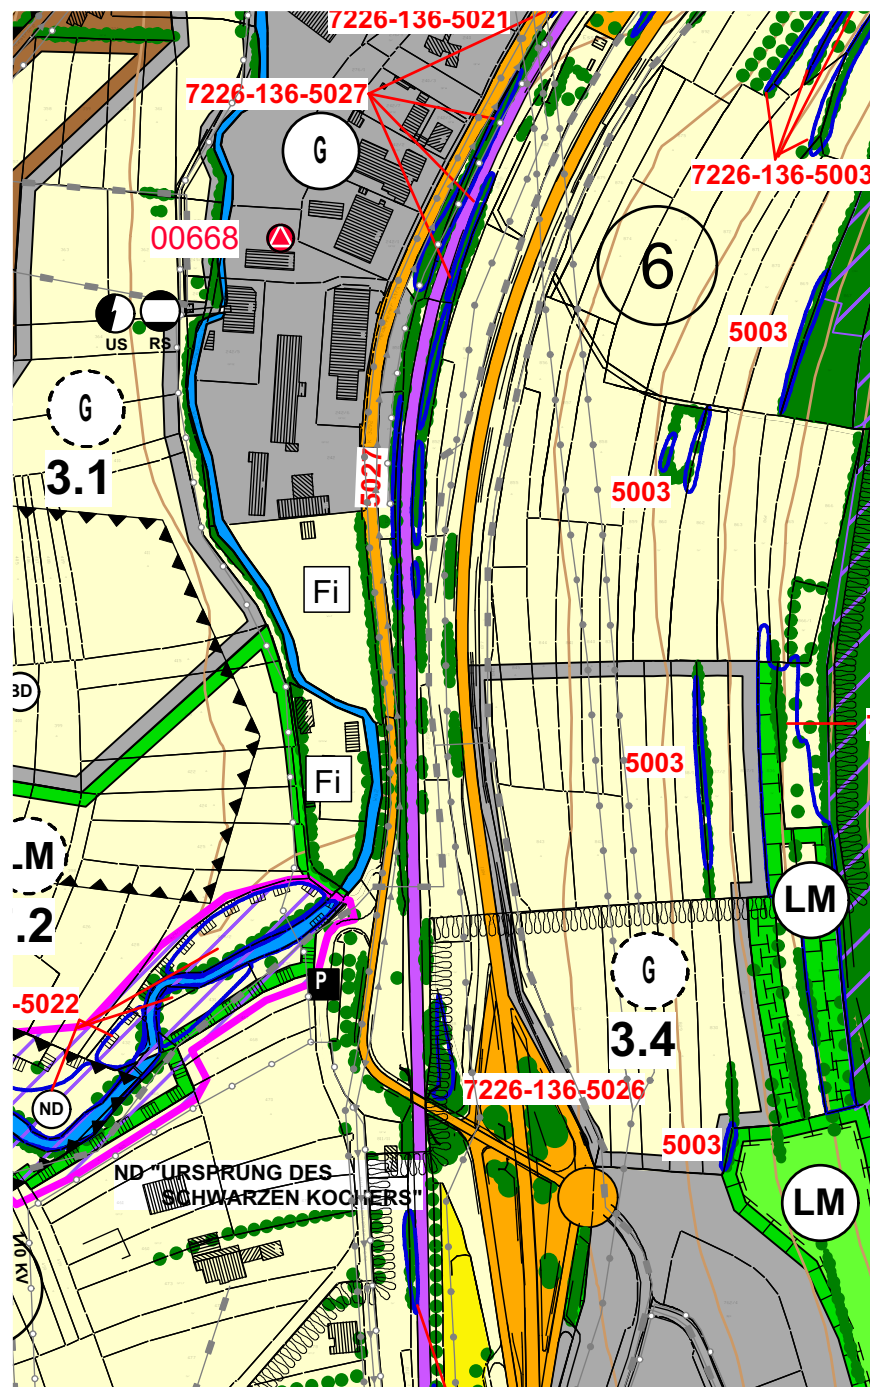 7226-136-5021
7226-136-5027
G
7226-136-5003
00668
6
US
RS
5003
G
3.1
5027
5003
Fi
BD
5003
Fi
LM
.2
LM
G
P
-5022
3.4
7226-136-5026
ND
5003
ND "URSPRUNG DES
SCHWARZEN KOCHERS"
LM
110 KV